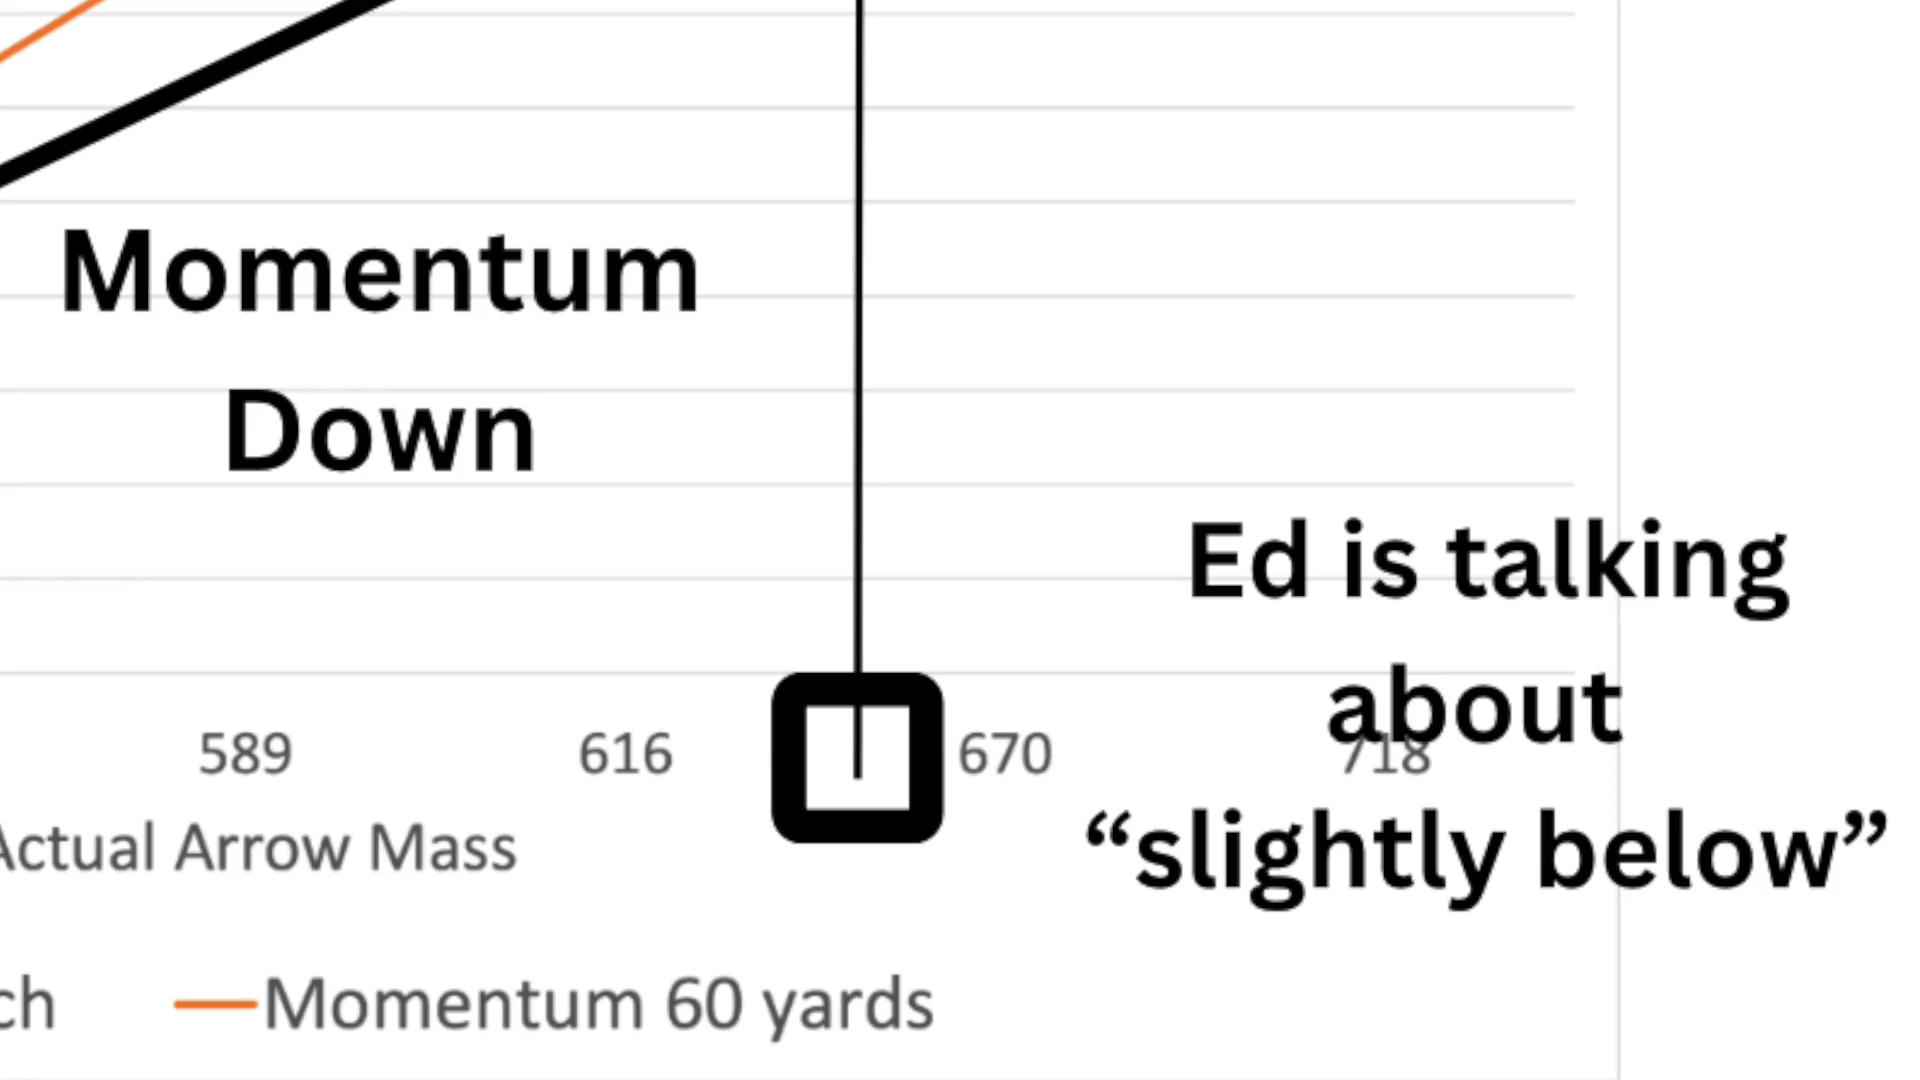 Momentum
Down
Ed is talking
about
“slightly below”
589 616 670 718
Actual Arrow Mass
ch Momentum 60 yards